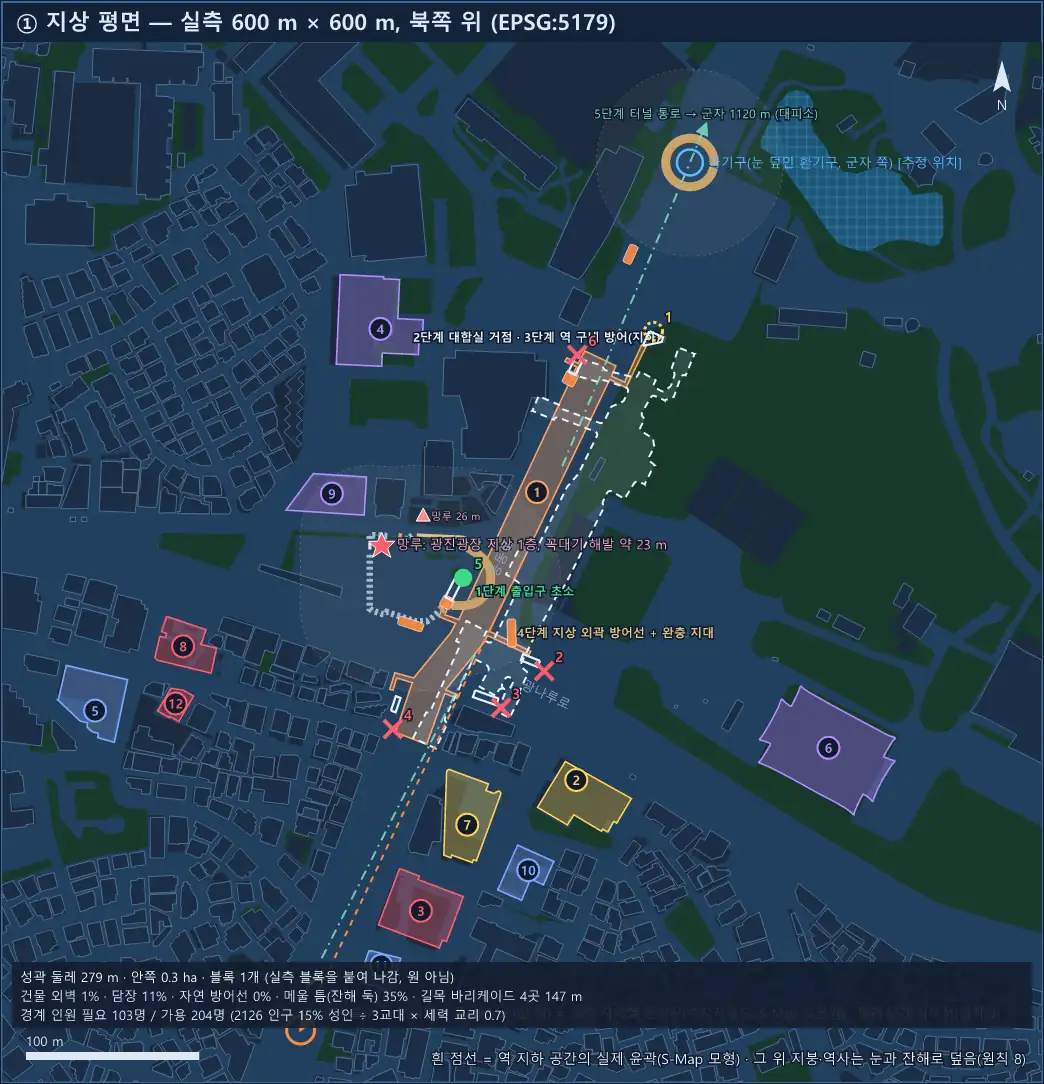 ① 지상 평면 — 실측 600 m × 600 m, 북쪽 위 (EPSG:5179)
N
5단계 터널 통로 → 군자 1120 m (대피소)
기구(눈 덮인 환기구, 군자 쪽) [추정 위치]
1
4
2단계 대합실 거점 · 3단계 역 구내 방어(지하)
6
1
9
망루 26 m
망루: 광진광장 지상 1층, 꼭대기 해발 약 23 m
5
1단계 출입구 초소
4단계 지상 외곽 방어선 + 완충 지대
8
2
광나루로
3
12
5
4
6
2
7
10
3
성곽 둘레 279 m · 안쪽 0.3 ha · 블록 1개 (실측 블록을 붙여 나감, 원 아님)
건물 외벽 1% · 담장 11% · 자연 방어선 0% · 메울 틈(잔해 둑) 35% · 길목 바리케이드 4곳 147 m
경계 인원 필요 103명 / 가용 204명 (2126 인구 15% 성인 ÷ 3교대 × 세력 교리 0.7)
100 m
흰 점선 = 역 지하 공간의 실제 윤곽(S-Map 모형) · 그 위 지붕·역사는 눈과 잔해로 덮음(원칙 8)